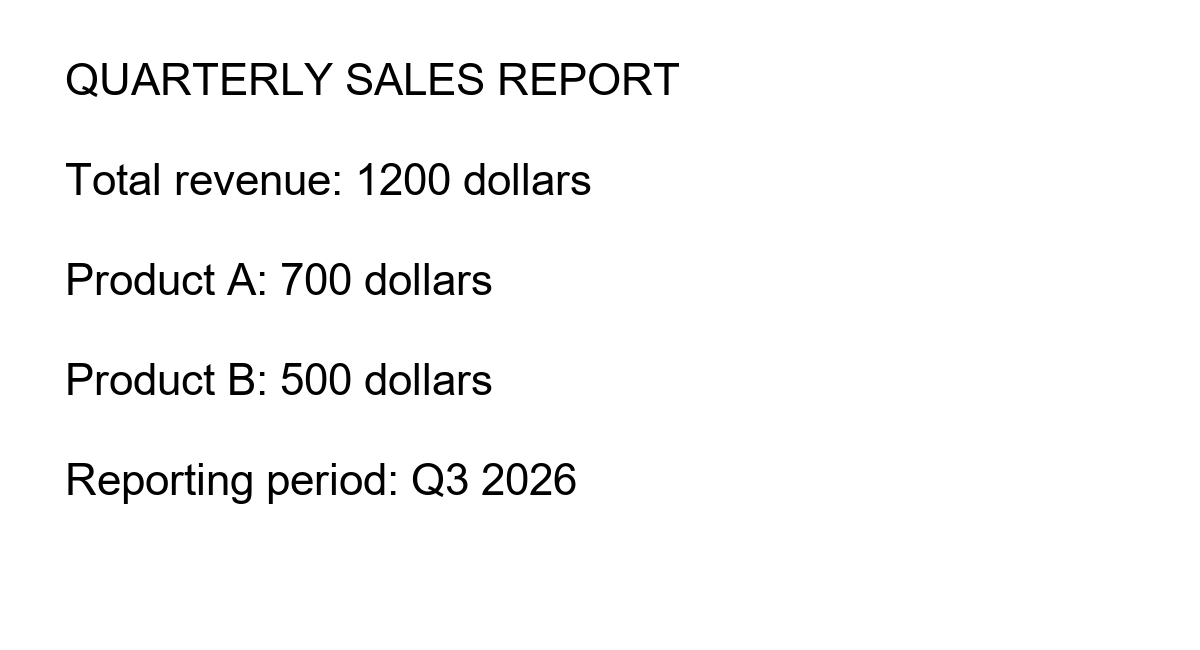 QUARTERLY SALES REPORT
Total revenue: 1200 dollars
Product A: 700 dollars
Product B: 500 dollars
Reporting period: Q3 2026